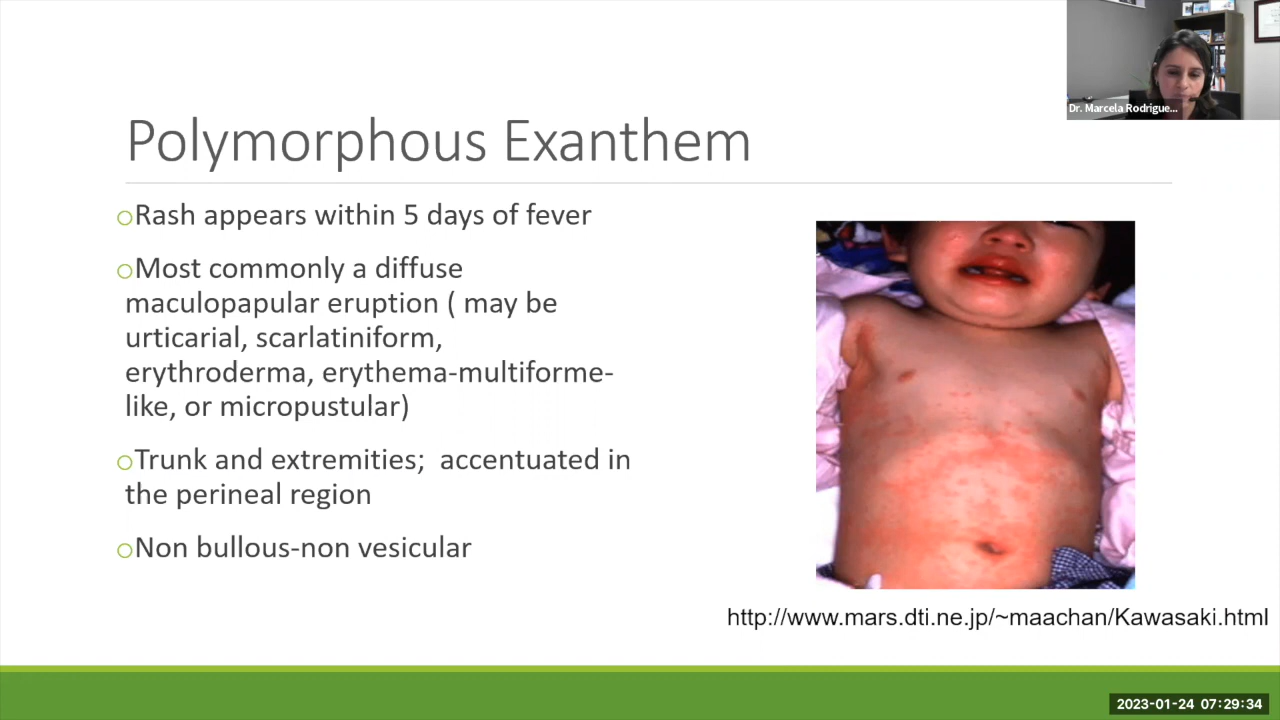 Dr. Marcela Rodrigue...
Polymorphous Exanthem
Rash appears within 5 days of fever
Most commonly a diffuse
maculopapular eruption ( may be
urticarial, scarlatiniform,
erythroderma, erythema-multiforme-
like, or micropustular)
Trunk and extremities; accentuated in
the perineal region
Non bullous-non vesicular
http://www.mars.dti.ne.jp/~maachan/Kawasaki.html
2023-01-24 07:29:34